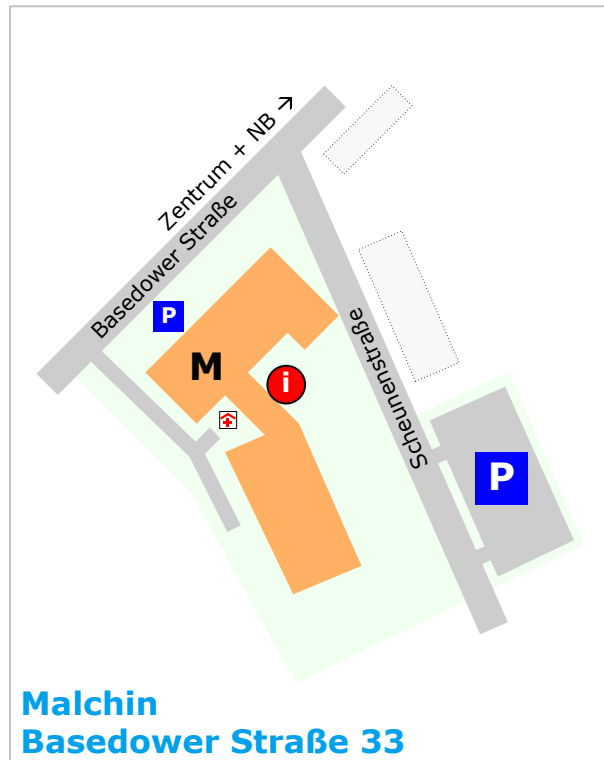 Zentrum + NB ↗
Basedower Straße
P
M
i
Scheunenstraße
P
Malchin
Basedower Straße 33